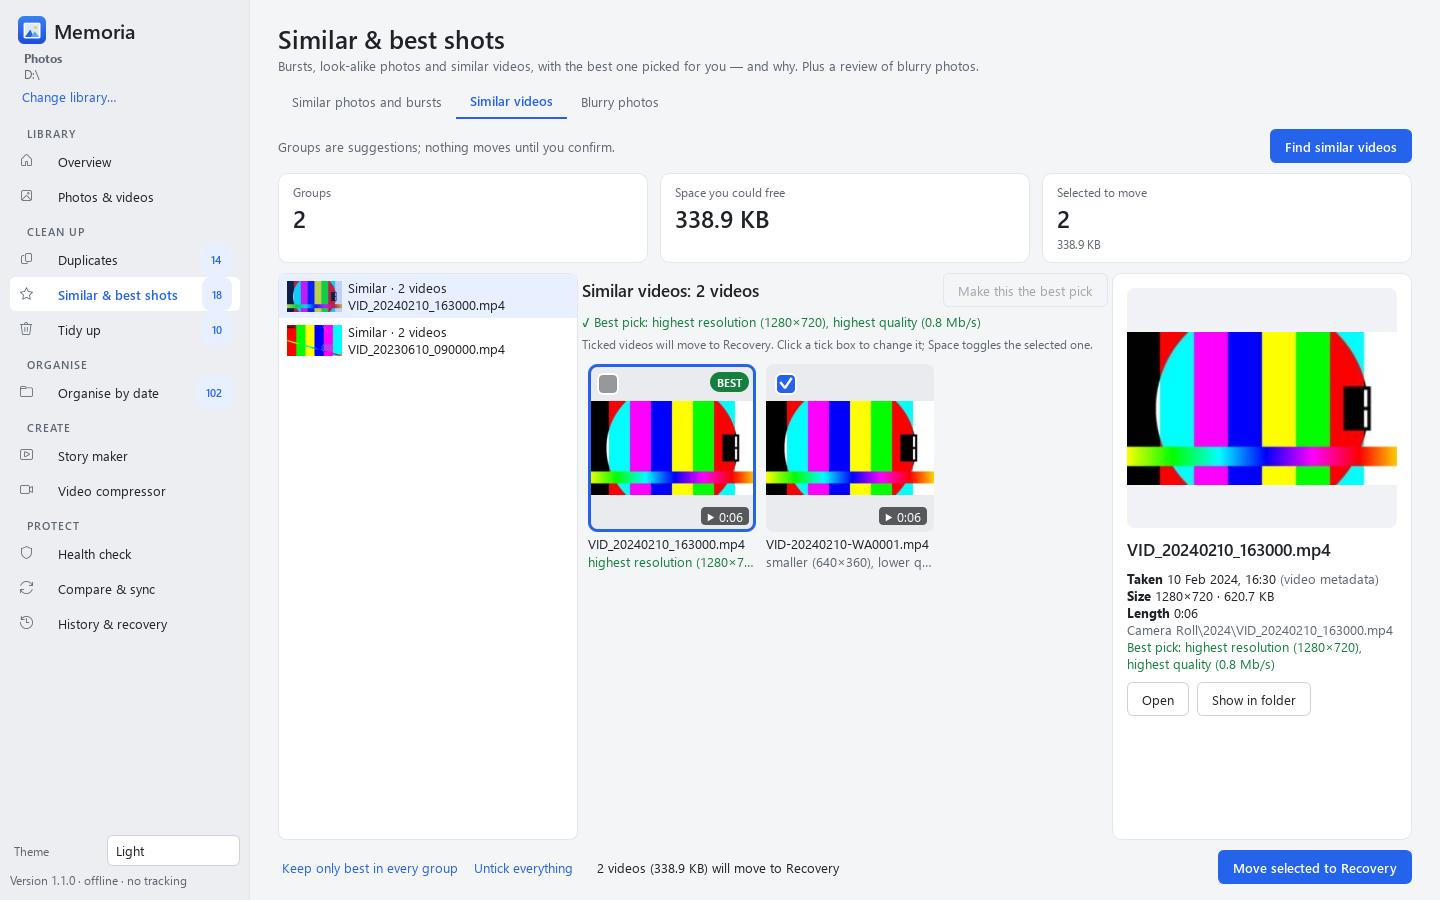 Memoria
Photos
D:\
Change library...
LIBRARY
Overview
Photos & videos
CLEAN UP
Duplicates 14
Similar & best shots 18
Tidy up 10
ORGANISE
Organise by date 102
CREATE
Story maker
Video compressor
PROTECT
Health check
Compare & sync
History & recovery
Theme Light
Version 1.1.0 · offline · no tracking
Similar & best shots
Bursts, look-alike photos and similar videos, with the best one picked for you — and why. Plus a review of blurry photos.
Similar photos and bursts Similar videos Blurry photos
Groups are suggestions; nothing moves until you confirm.
Find similar videos
Groups
2
Space you could free
338.9 KB
Selected to move
2
338.9 KB
Similar · 2 videos
VID_20240210_163000.mp4
Similar · 2 videos
VID_20230610_090000.mp4
Similar videos: 2 videos
Make this the best pick
✓ Best pick: highest resolution (1280×720), highest quality (0.8 Mb/s)
Ticked videos will move to Recovery. Click a tick box to change it; Space toggles the selected one.
BEST
0:06
VID_20240210_163000.mp4
highest resolution (1280×7...
0:06
VID-20240210-WA0001.mp4
smaller (640×360), lower q...
VID_20240210_163000.mp4
Taken 10 Feb 2024, 16:30 (video metadata)
Size 1280×720 · 620.7 KB
Length 0:06
Camera Roll\2024\VID_20240210_163000.mp4
Best pick: highest resolution (1280×720),
highest quality (0.8 Mb/s)
Open Show in folder
Keep only best in every group Untick everything 2 videos (338.9 KB) will move to Recovery
Move selected to Recovery